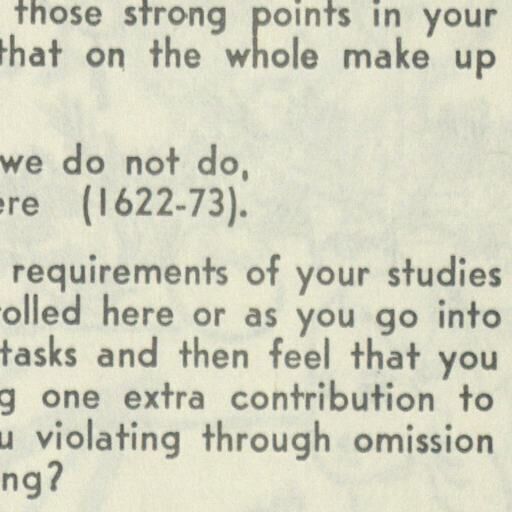 those strong points in your
that on the whole make up
we do not do,
ere (1622-73).
requirements of your studies
olled here or as you go into
tasks and then feel that you
g one extra contribution to
u violating through omission
ng?